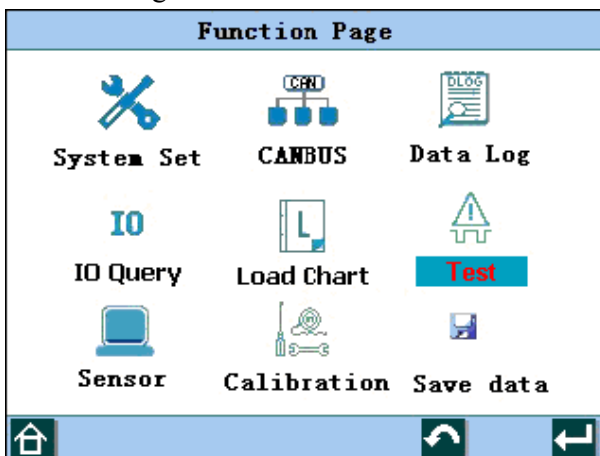 Function Page
CAN
DLOG
System Set
CANBUS
Data Log
IO
L
IO Query
Load Chart
Test
Sensor
Calibration
Save data